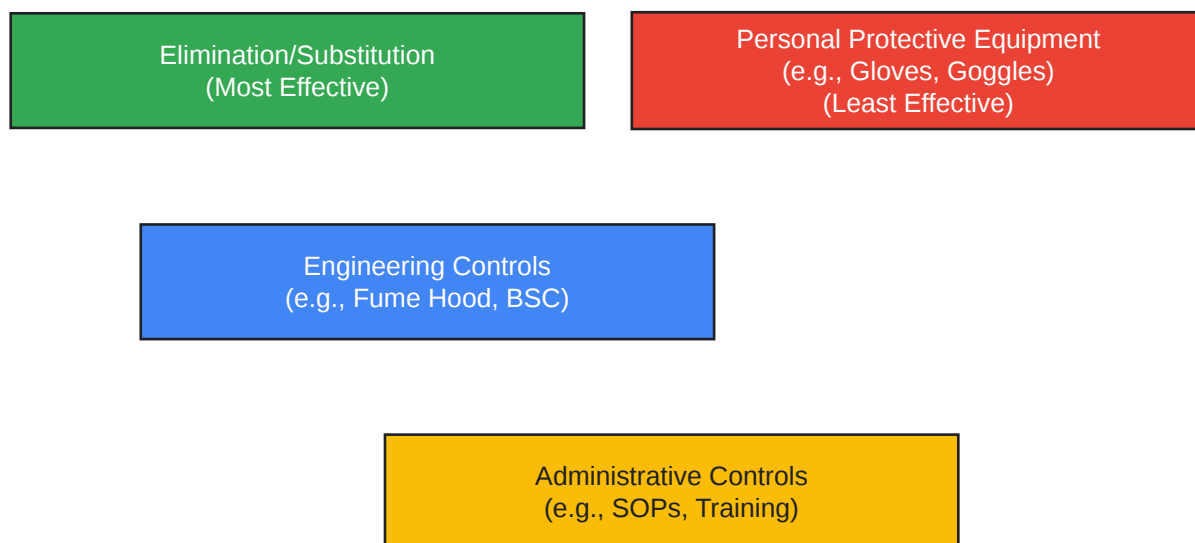 Elimination/Substitution
(Most Effective)
Personal Protective Equipment
(e.g., Gloves, Goggles)
(Least Effective)
Engineering Controls
(e.g., Fume Hood, BSC)
Administrative Controls
(e.g., SOPs, Training)